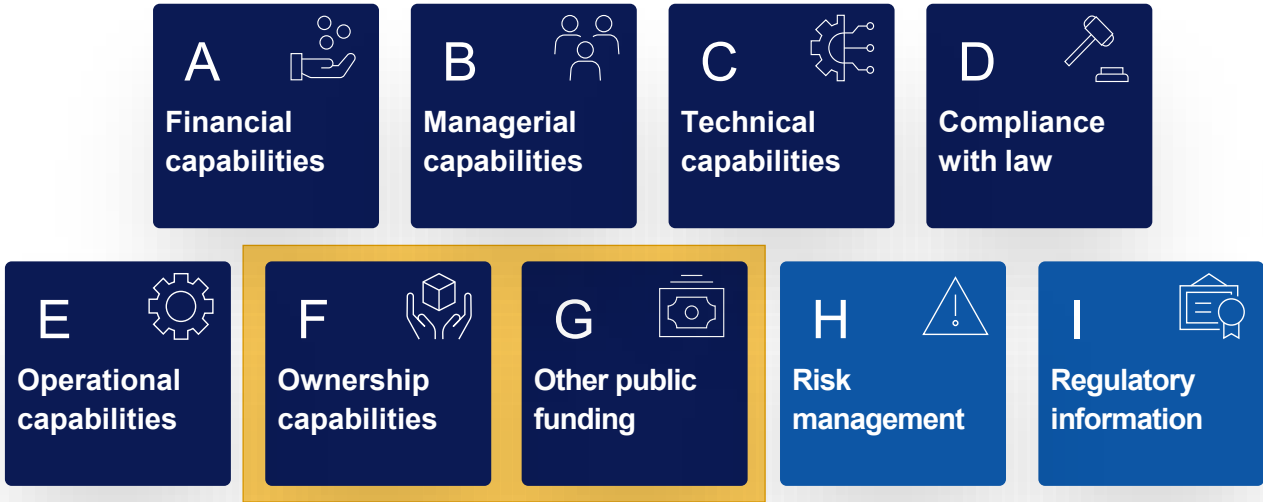 A
Financial
capabilities
B
Managerial
capabilities
C
Technical
capabilities
D
Compliance
with law
E
Operational
capabilities
F
Ownership
capabilities
G
Other public
funding
H
Risk
management
I
Regulatory
information